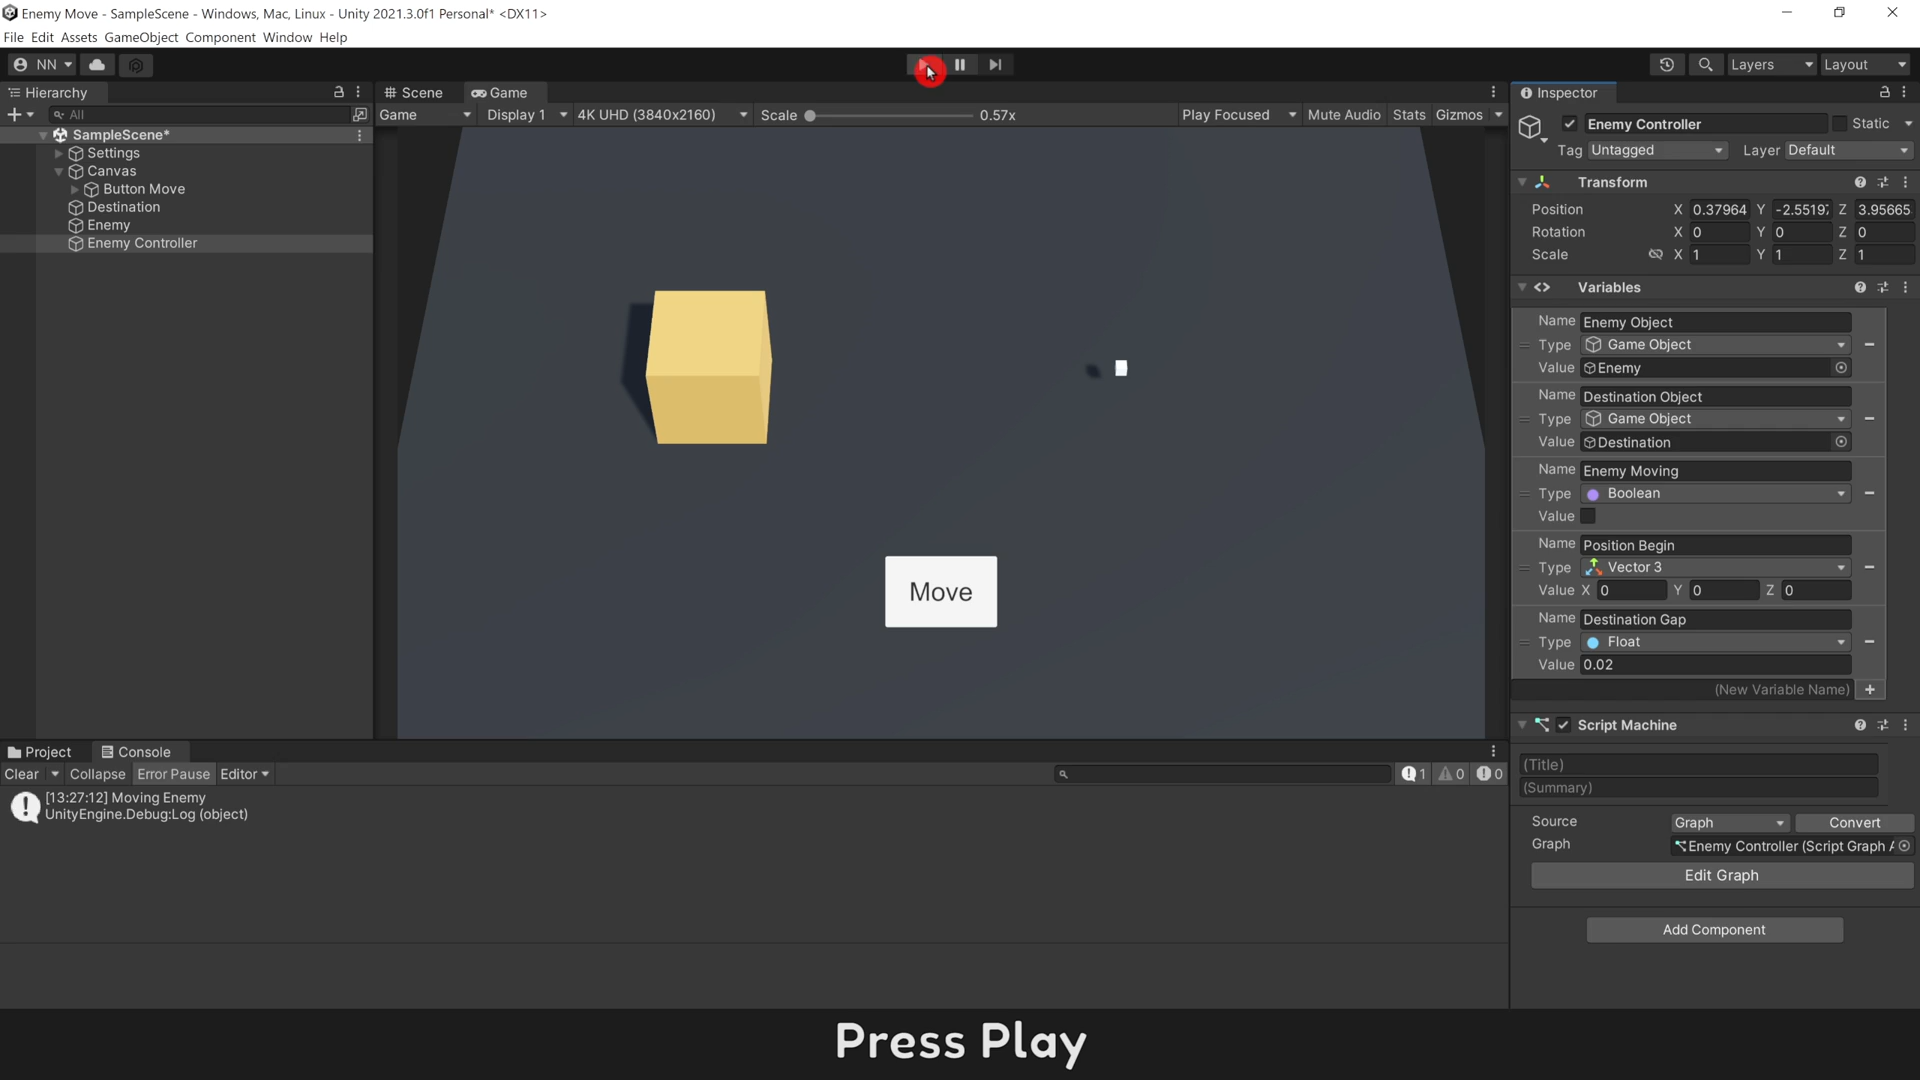 Enemy Move - SampleScene - Windows, Mac, Linux - Unity 2021.3.0f1 Personal* <DX11>
File Edit Assets GameObject Component Window Help
NN
Layers
Layout
Hierarchy
All
SampleScene*
Settings
Canvas
Button Move
Destination
Enemy
Enemy Controller
Scene
Game
Game
Display 1
4K UHD (3840x2160)
Scale
0.57x
Play Focused
Mute Audio
Stats
Gizmos
Move
Inspector
Enemy Controller
Static
Tag Untagged
Layer Default
Transform
Position X 0.37964 Y Z 3.95665
Rotation X 0 Y 0 Z 0
Scale X 1 Y 1 Z 1
Variables
Name Enemy Object
Type Game Object
Value Enemy
Name Destination Object
Type Game Object
Value Destination
Name Enemy Moving
Type Boolean
Value
Name Position Begin
Type Vector 3
Value X 0 Y 0 Z 0
Name Destination Gap
Type Float
Value 0.02
(New Variable Name)
Script Machine
(Title)
(Summary)
Source Graph Convert
Graph Enemy Controller (Script Graph
Edit Graph
Add Component
Project
Console
Clear
Collapse
Error Pause
Editor
1
0
0
[13:27:12] Moving Enemy
UnityEngine.Debug:Log (object)
Press Play